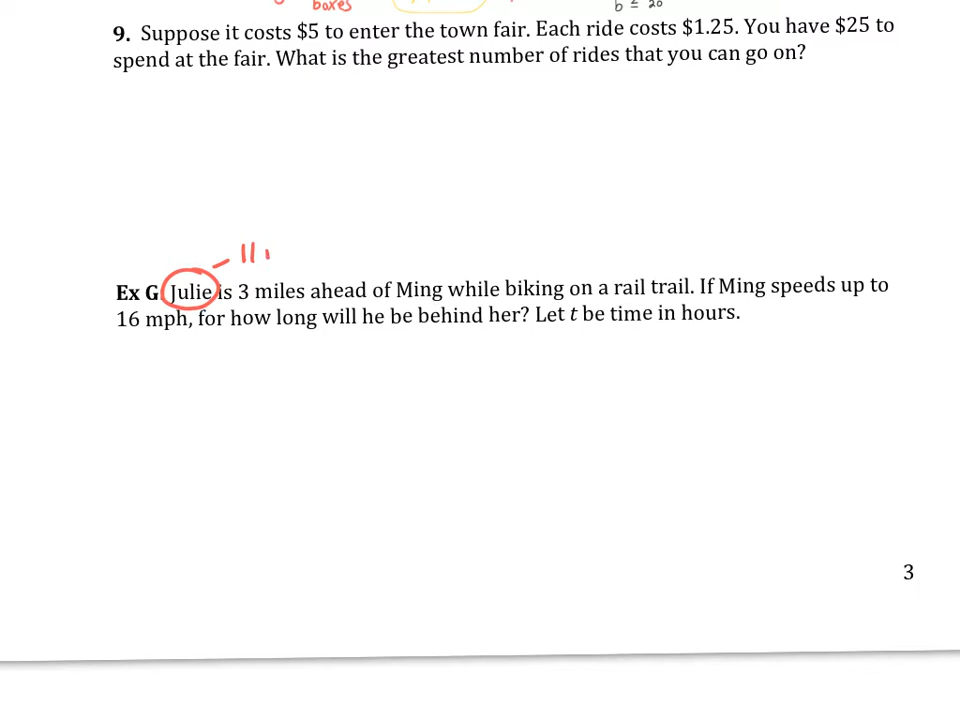 boxes
b ≤ 20
9. Suppose it costs $5 to enter the town fair. Each ride costs $1.25. You have $25 to
spend at the fair. What is the greatest number of rides that you can go on?
Ex G Julie is 3 miles ahead of Ming while biking on a rail trail. If Ming speeds up to
16 mph, for how long will he be behind her? Let t be time in hours.
3